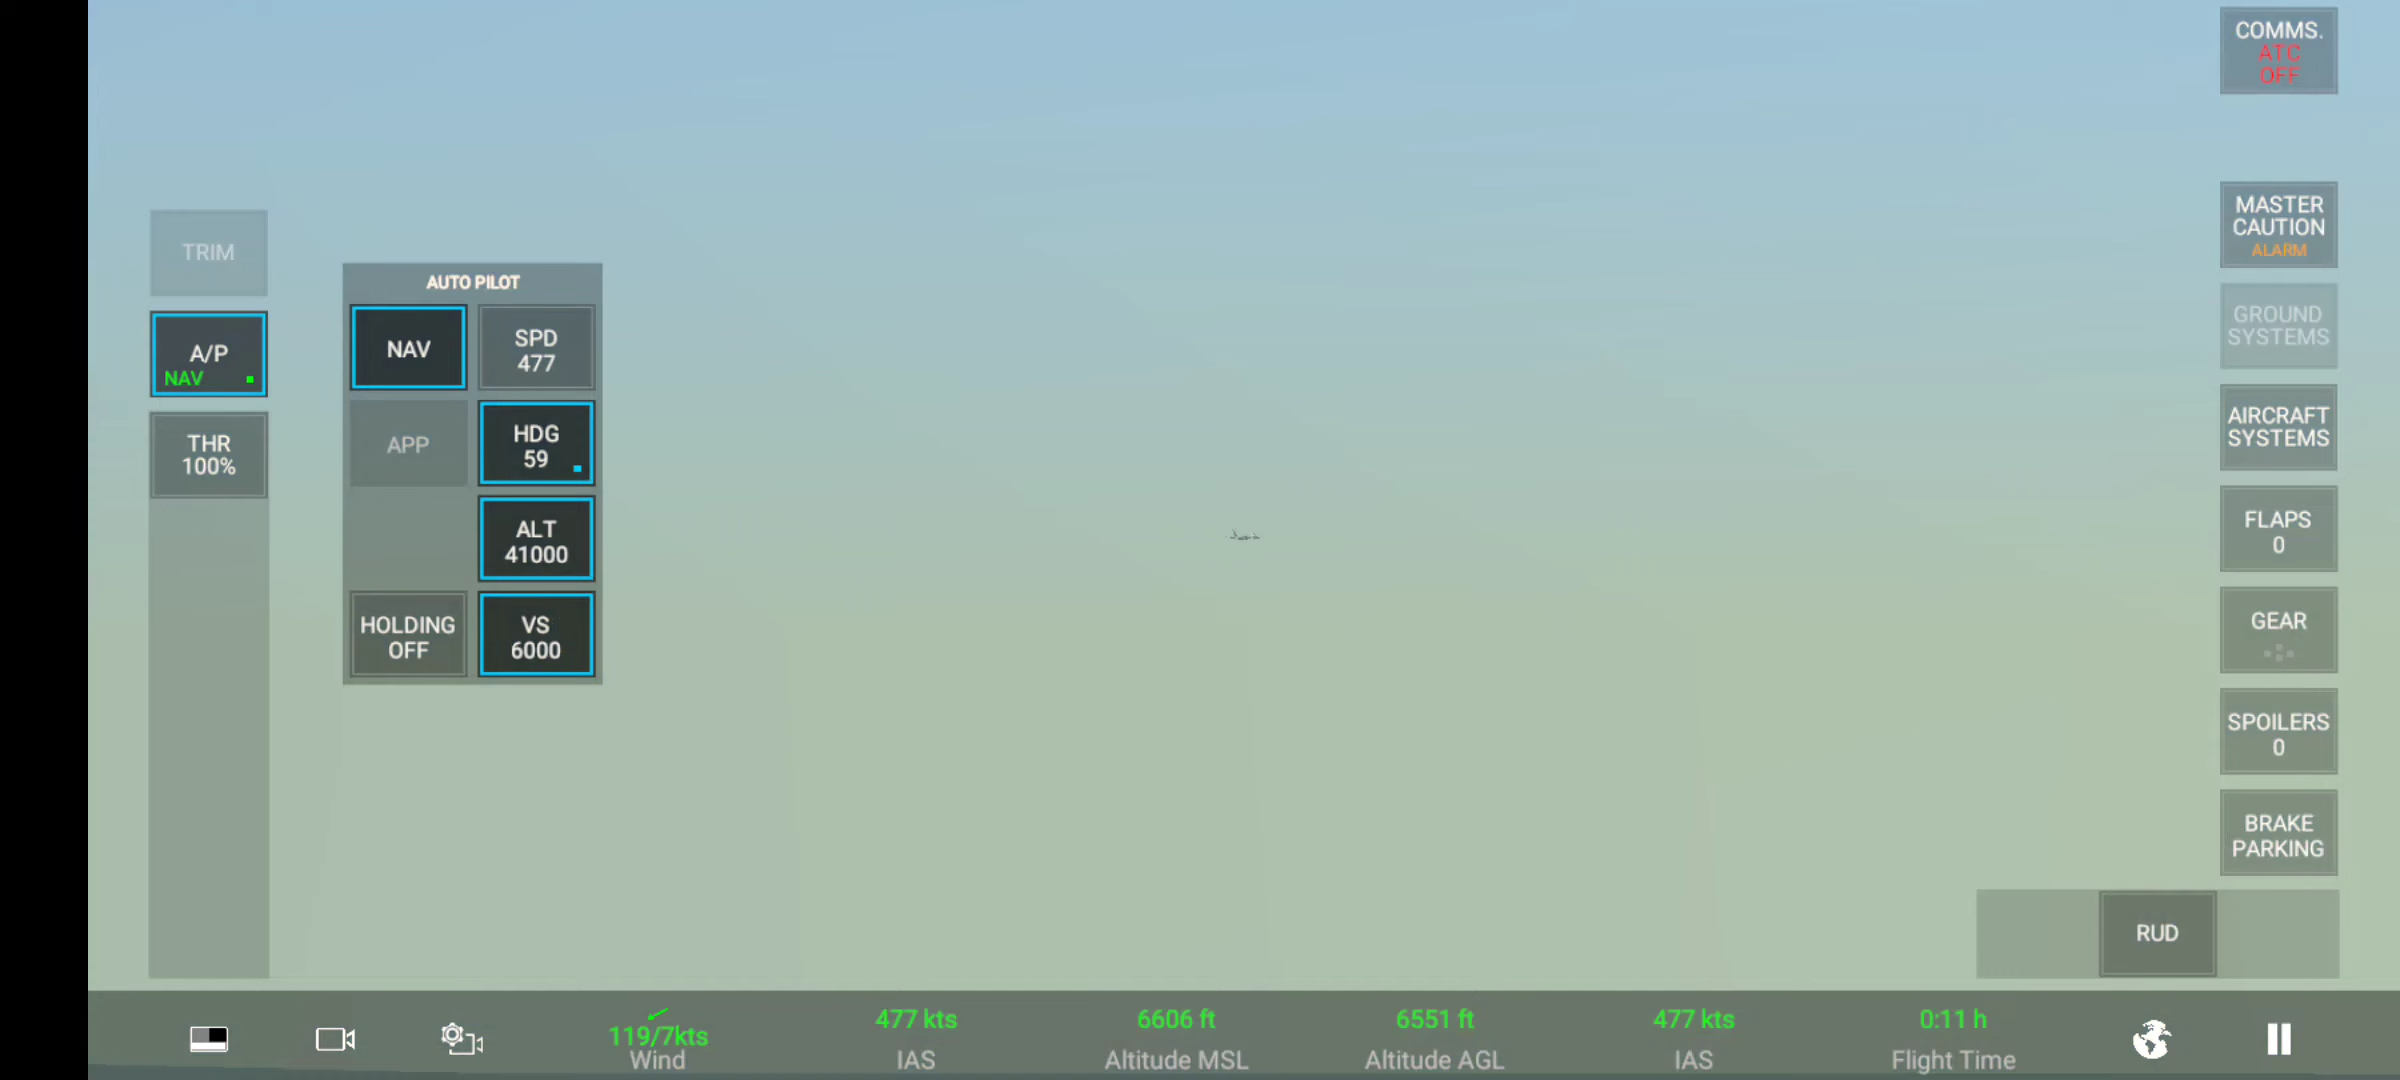 COMMS.
ATC
OFF
MASTER
CAUTION
ALARM
TRIM
AUTO PILOT
GROUND
SYSTEMS
NAV
SPD
477
A/P
NAV
AIRCRAFT
SYSTEMS
APP
HDG
59
THR
100%
FLAPS
0
ALT
41000
GEAR
HOLDING
OFF
VS
6000
SPOILERS
0
BRAKE
PARKING
RUD
119/7kts
Wind
477 kts
IAS
6606 ft
Altitude MSL
6551 ft
Altitude AGL
477 kts
IAS
0:11 h
Flight Time